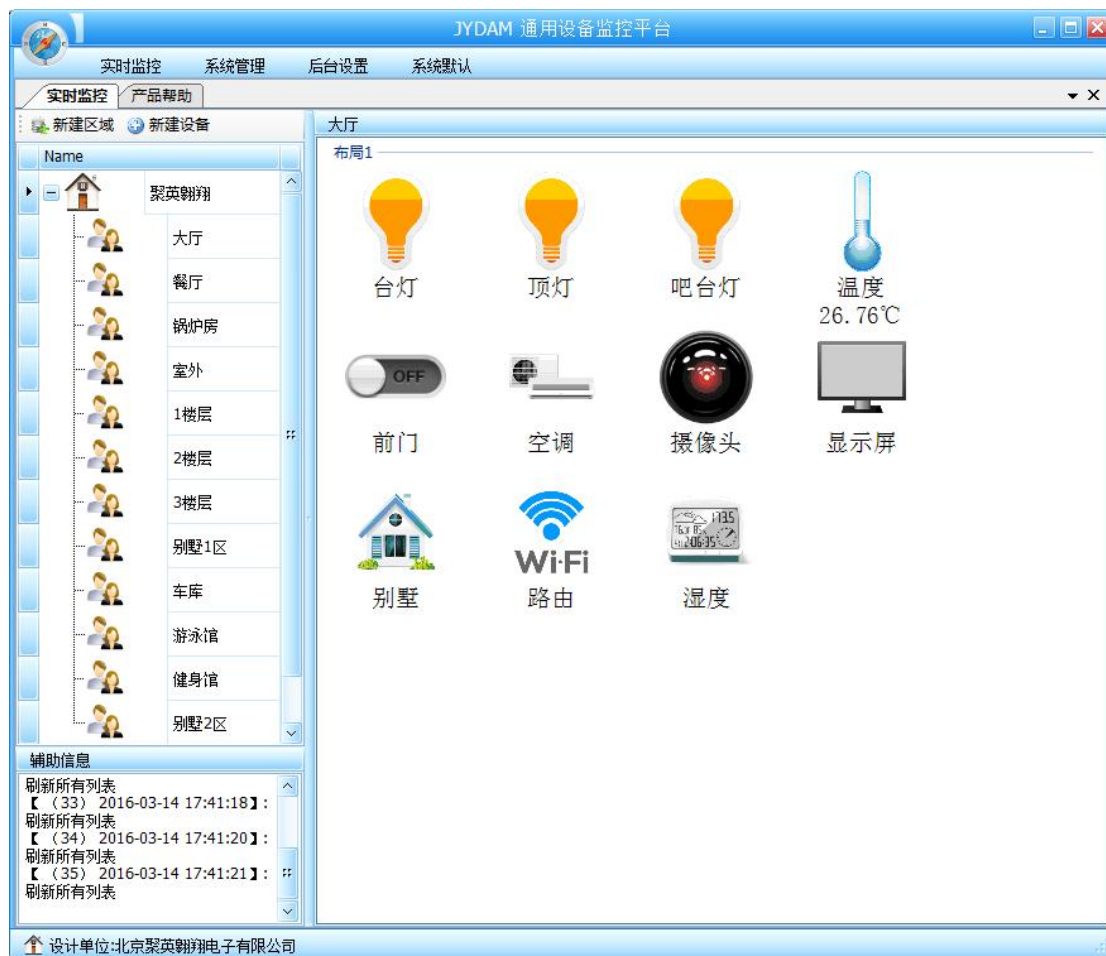 JYDAM 通用设备监控平台
实时监控 系统管理 后台设置 系统默认
实时监控 产品帮助
新建区域 新建设备
Name
聚英翱翔
大厅
餐厅
锅炉房
室外
1楼层
2楼层
3楼层
别墅1区
车库
游泳馆
健身馆
别墅2区
辅助信息
刷新所有列表
【 （33） 2016-03-14 17:41:18】:
刷新所有列表
【 （34） 2016-03-14 17:41:20】:
刷新所有列表
【 （35） 2016-03-14 17:41:21】:
刷新所有列表
大厅
布局1
台灯 顶灯 吧台灯 温度
26.76℃
OFF
前门 空调 摄像头 显示屏
Wi-Fi
别墅 路由 湿度
设计单位:北京聚英翱翔电子有限公司